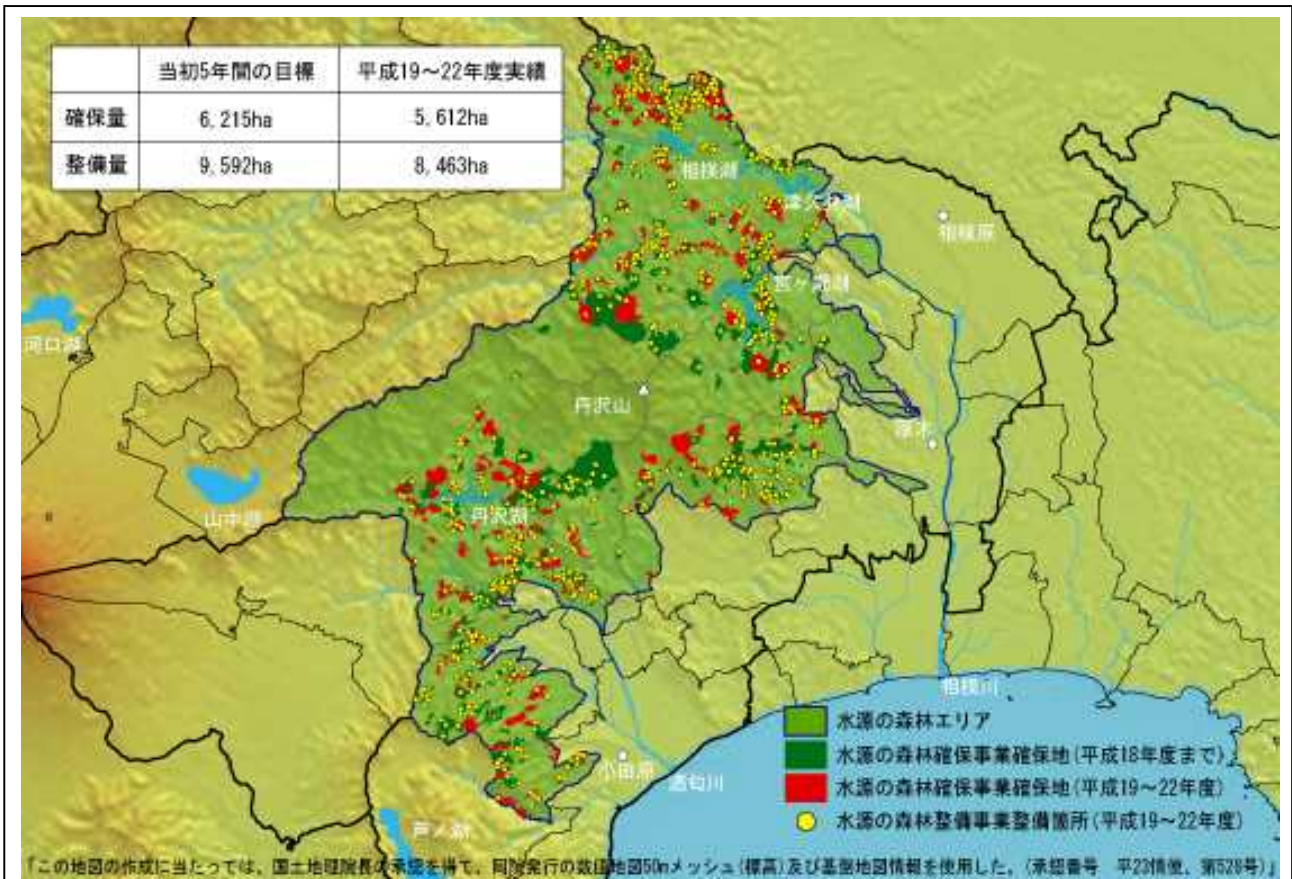 当初5年間の目標 平成19～22年度実績
確保量 6,215ha 5,612ha
整備量 9,592ha 8,463ha
相模湖
相模原
宮ヶ瀬湖
河口湖
丹沢山
厚木
山中湖
丹沢湖
相模川
水源の森林エリア
水源の森林確保事業確保地(平成18年度まで)
小田原
酒匂川
水源の森林確保事業確保地(平成19～22年度)
水源の森林整備事業整備箇所(平成19～22年度)
芦ノ湖
「この地図の作成に当たっては、国土地理院長の承認を得て、同院発行の数値地図50mメッシュ(標高)及び基盤地図情報を使用した。(承認番号 平23情使、第528号)」